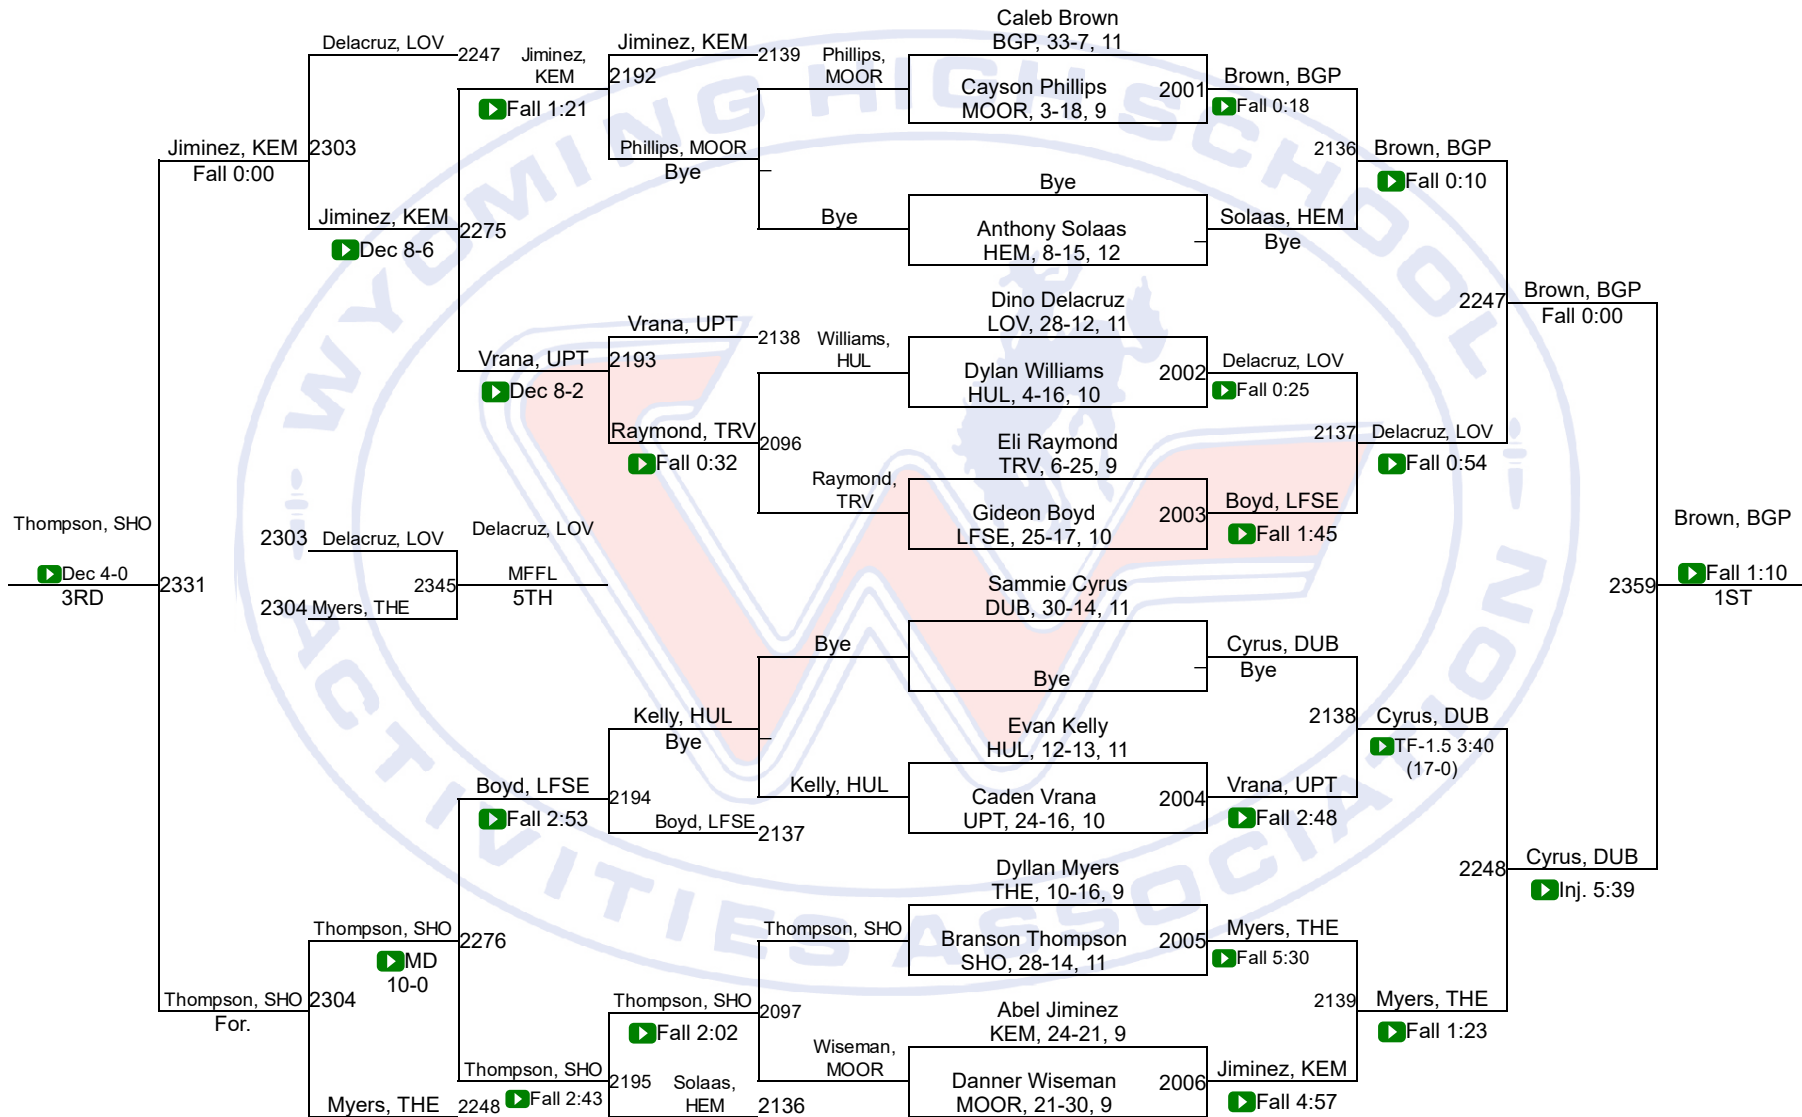 Caleb Brown
BGP, 33-7, 11
Delacruz, LOV
2247
Jiminez,
KEM
Jiminez, KEM
2139
Phillips,
MOOR
2192
Cayson Phillips
MOOR, 3-18, 9
2001
Brown, BGP
Fall 0:18
Fall 1:21
Jiminez, KEM
2303
Fall 0:00
Phillips, MOOR
Bye
2136
Brown, BGP
Fall 0:10
Bye
Jiminez, KEM
2275
Dec 8-6
Bye
Anthony Solaas
HEM, 8-15, 12
Solaas, HEM
Bye
Dino Delacruz
LOV, 28-12, 11
2247
Brown, BGP
Fall 0:00
Vrana, UPT
2138
Williams,
HUL
Vrana, UPT
2193
Dec 8-2
Dylan Williams
HUL, 4-16, 10
2002
Delacruz, LOV
Fall 0:25
Raymond, TRV
2096
Fall 0:32
Eli Raymond
TRV, 6-25, 9
2137
Delacruz, LOV
Fall 0:54
Raymond,
TRV
Gideon Boyd
LFSE, 25-17, 10
2003
Boyd, LFSE
Fall 1:45
Thompson, SHO
Dec 4-0
3RD
2331
2303
Delacruz, LOV
2304
Myers, THE
2345
Delacruz, LOV
MFFL
5TH
Brown, BGP
2359
Fall 1:10
1ST
Sammie Cyrus
DUB, 30-14, 11
Bye
Bye
Cyrus, DUB
Bye
Kelly, HUL
Bye
Evan Kelly
HUL, 12-13, 11
2138
Cyrus, DUB
TF-1.5 3:40
(17-0)
Boyd, LFSE
2194
Fall 2:53
Kelly, HUL
Caden Vrana
UPT, 24-16, 10
2004
Vrana, UPT
Fall 2:48
Boyd, LFSE
2137
Dyllan Myers
THE, 10-16, 9
2248
Cyrus, DUB
Inj. 5:39
Thompson, SHO
2276
MD
10-0
Thompson, SHO
Branson Thompson
SHO, 28-14, 11
2005
Myers, THE
Fall 5:30
Thompson, SHO
2304
For.
Thompson, SHO
2097
Fall 2:02
Abel Jiminez
KEM, 24-21, 9
2139
Myers, THE
Fall 1:23
Wiseman,
MOOR
Thompson, SHO
2195
Fall 2:43
Danner Wiseman
MOOR, 21-30, 9
2006
Jiminez, KEM
Fall 4:57
Myers, THE
2248
Solaas,
HEM
2136
WYOMING HIGH SCHOOL
ACTIVITIES ASSOCIATION